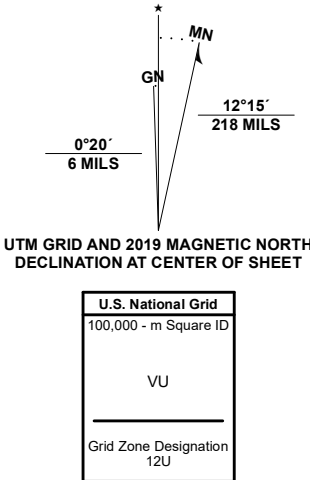 ★
MN
GN
12°15´
218 MILS
0°20´
6 MILS
UTM GRID AND 2019 MAGNETIC NORTH
DECLINATION AT CENTER OF SHEET
U.S. National Grid
100,000 - m Square ID
VU
Grid Zone Designation
12U